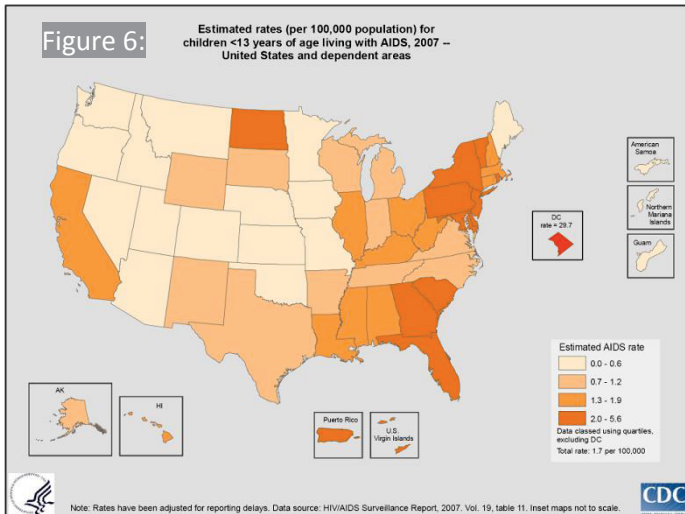 Figure 6:
Estimated rates (per 100,000 population) for
children <13 years of age living with AIDS, 2007 --
United States and dependent areas
American
Samoa
Northern
Mariana
Islands
DC
rate = 29.7
Guam
Estimated AIDS rate
0.0 - 0.6
0.7 - 1.2
1.3 - 1.9
2.0 - 5.6
Data classed using quartiles,
excluding DC
Total rate: 1.7 per 100,000
AK
HI
Puerto Rico
U.S.
Virgin Islands
CDC
Note: Rates have been adjusted for reporting delays. Data source: HIV/AIDS Surveillance Report, 2007. Vol. 19, table 11. Inset maps not to scale.